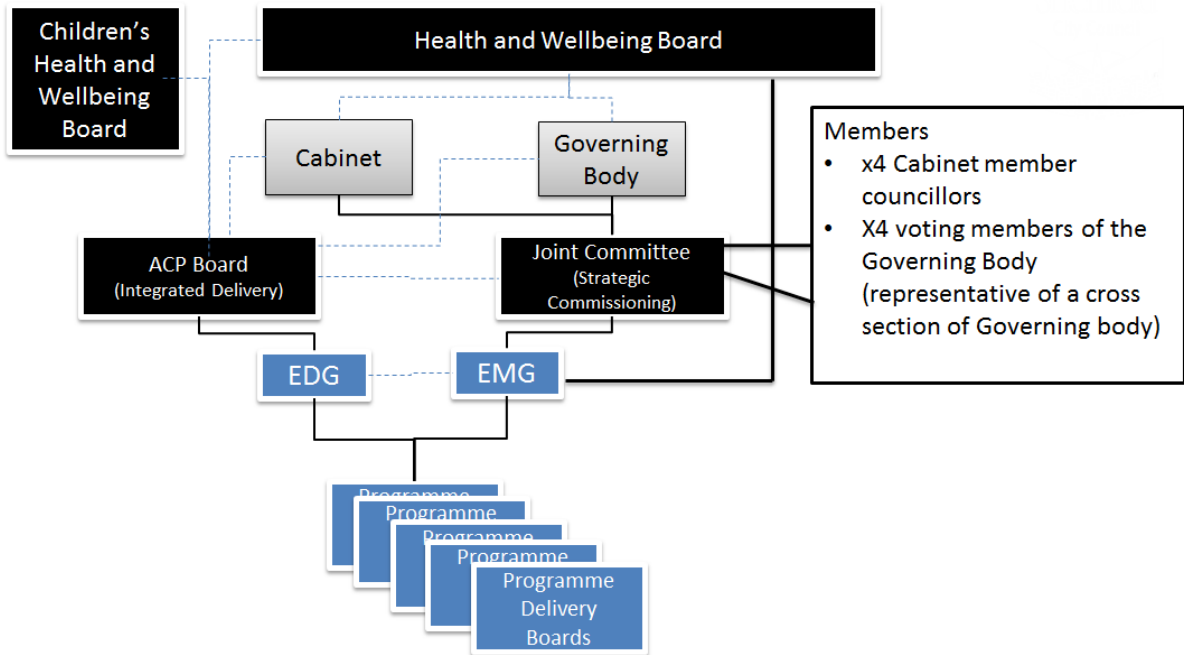 Children’s
Health and
Wellbeing
Board
Health and Wellbeing Board
Cabinet
Governing
Body
Members
• x4 Cabinet member
councillors
• X4 voting members of the
Governing Body
(representative of a cross
section of Governing body)
ACP Board
(Integrated Delivery)
Joint Committee
(Strategic
Commissioning)
EDG
EMG
Programme
Programme
Programme
Programme
Programme
Delivery
Boards